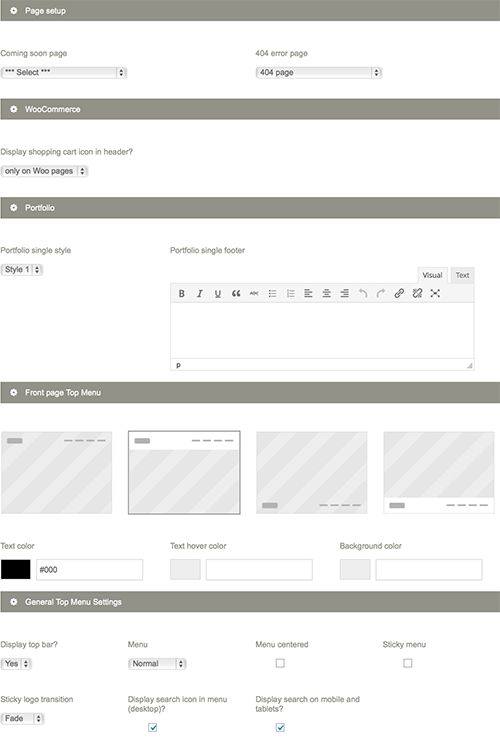 Page setup
Coming soon page 404 error page
*** Select *** 404 page
WooCommerce
Display shopping cart icon in header?
only on Woo pages
Portfolio
Portfolio single style Portfolio single footer
Style 1
Visual Text
B I U ABC
p
Front page Top Menu
Text color Text hover color Background color
#000
General Top Menu Settings
Display top bar? Menu Menu centered Sticky menu
Yes Normal
Sticky logo transition Display search icon in menu (desktop)? Display search on mobile and tablets?
Fade